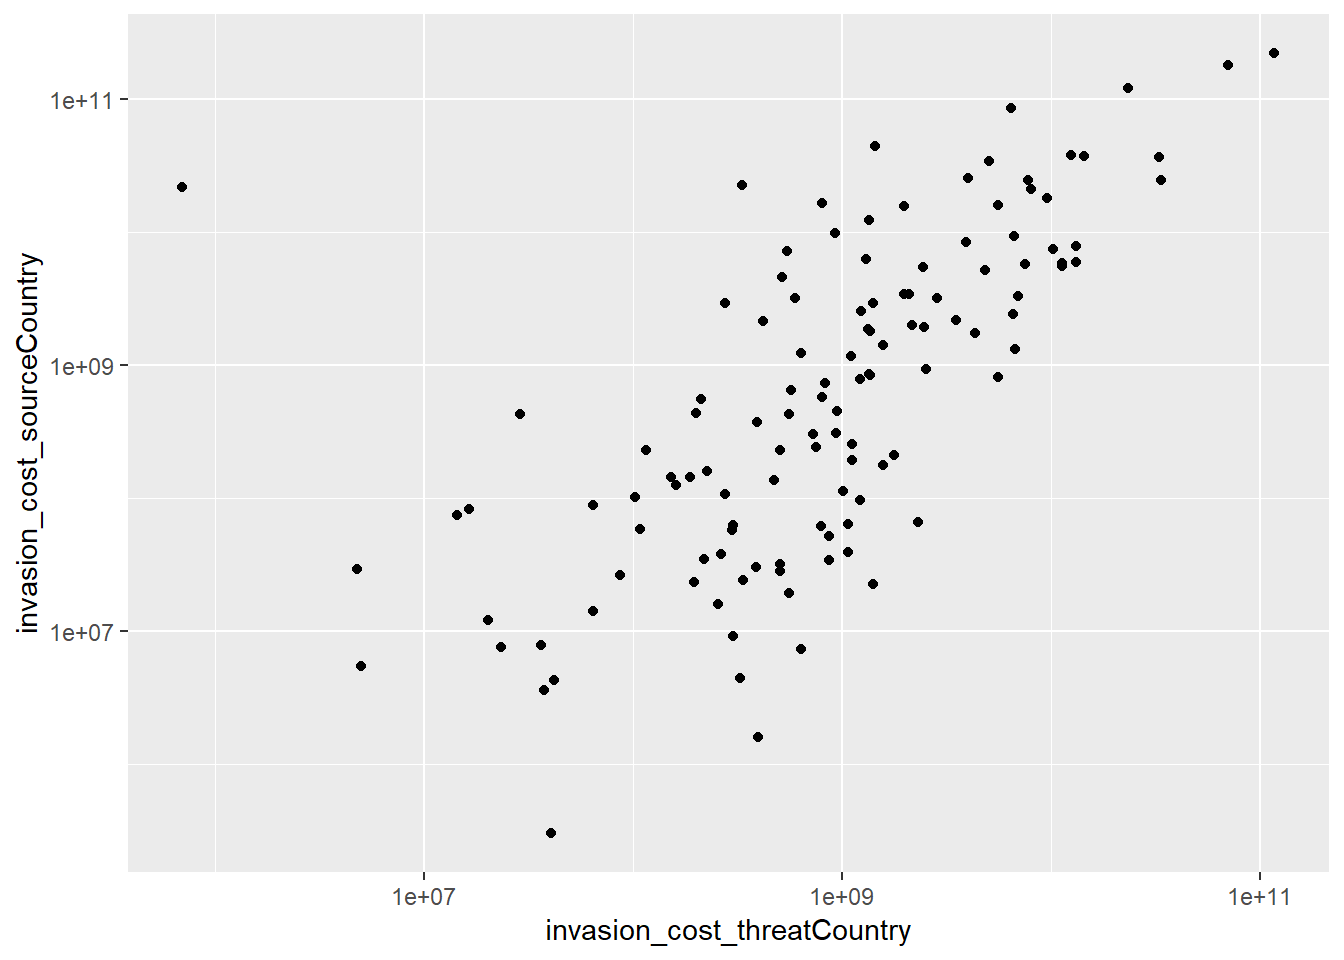 invasion_cost_sourceCountry
1e+11
1e+09
1e+07
1e+07
1e+09
1e+11
invasion_cost_threatCountry